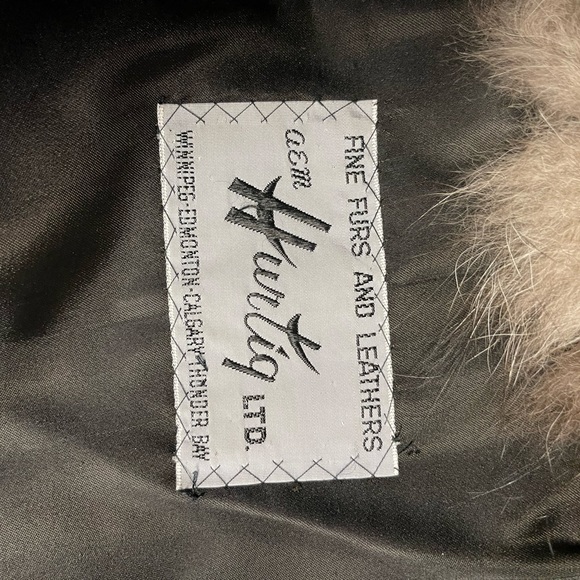 FINE FURS AND LEATHERS
a&m
Hurtig LTD.
WINNIPEG-EDMONTON-CALGARY-THUNDER BAY